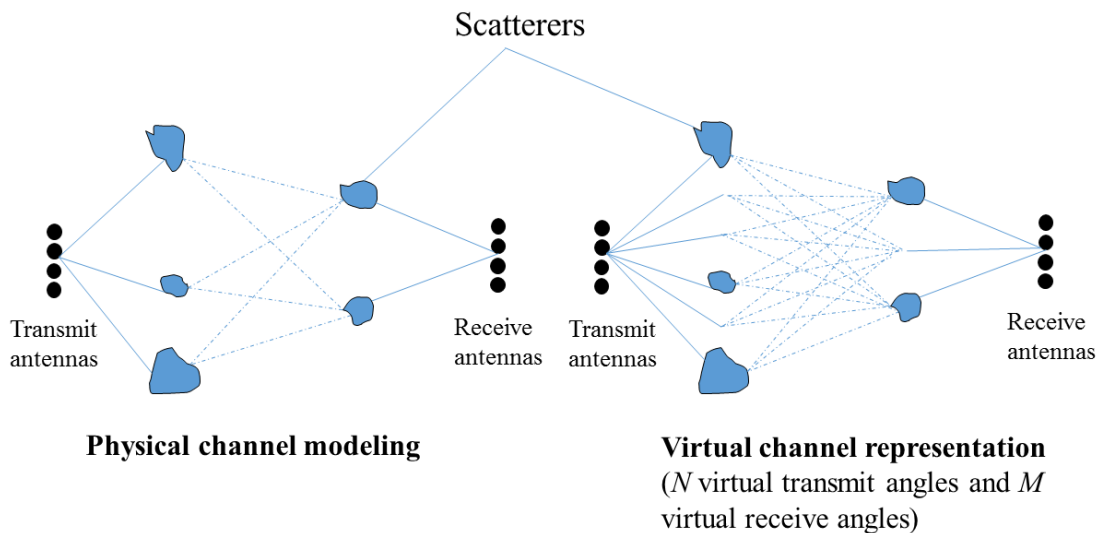 Scatterers
Transmit
antennas
Receive
antennas
Transmit
antennas
Receive
antennas
Physical channel modeling
Virtual channel representation
(N virtual transmit angles and M
virtual receive angles)